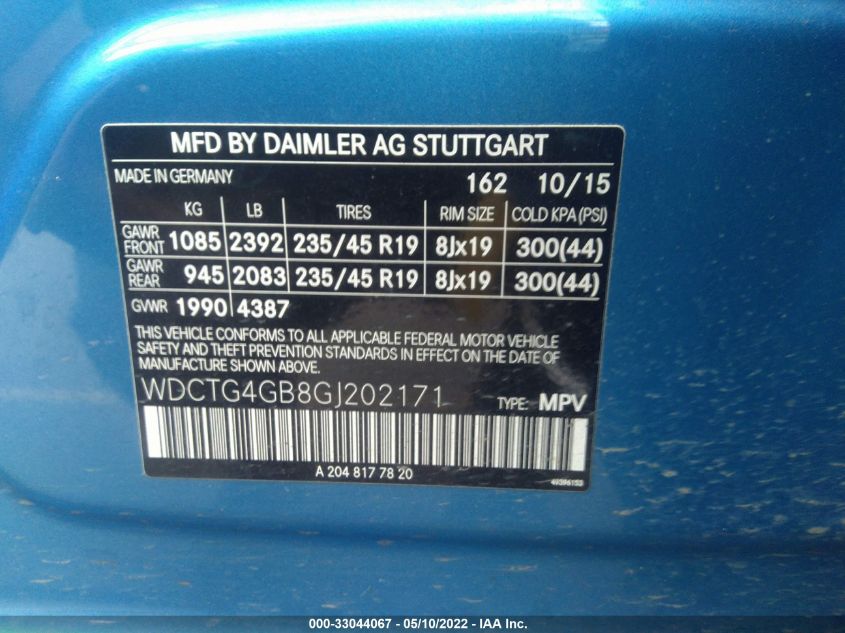 MFD BY DAIMLER AG STUTTGART
MADE IN GERMANY 162 10/15
KG LB TIRES RIM SIZE COLD KPA(PSI)
GAWR FRONT 1085 2392 235/45 R19 8Jx19 300(44)
GAWR REAR 945 2083 235/45 R19 8Jx19 300(44)
GVWR 1990 4387
THIS VEHICLE CONFORMS TO ALL APPLICABLE FEDERAL MOTOR VEHICLE
SAFETY AND THEFT PREVENTION STANDARDS IN EFFECT ON THE DATE OF
MANUFACTURE SHOWN ABOVE.
WDCTG4GB8GJ202171 TYPE: MPV
A 204 817 78 20
49396153
000-33044067 - 05/10/2022 - IAA Inc.